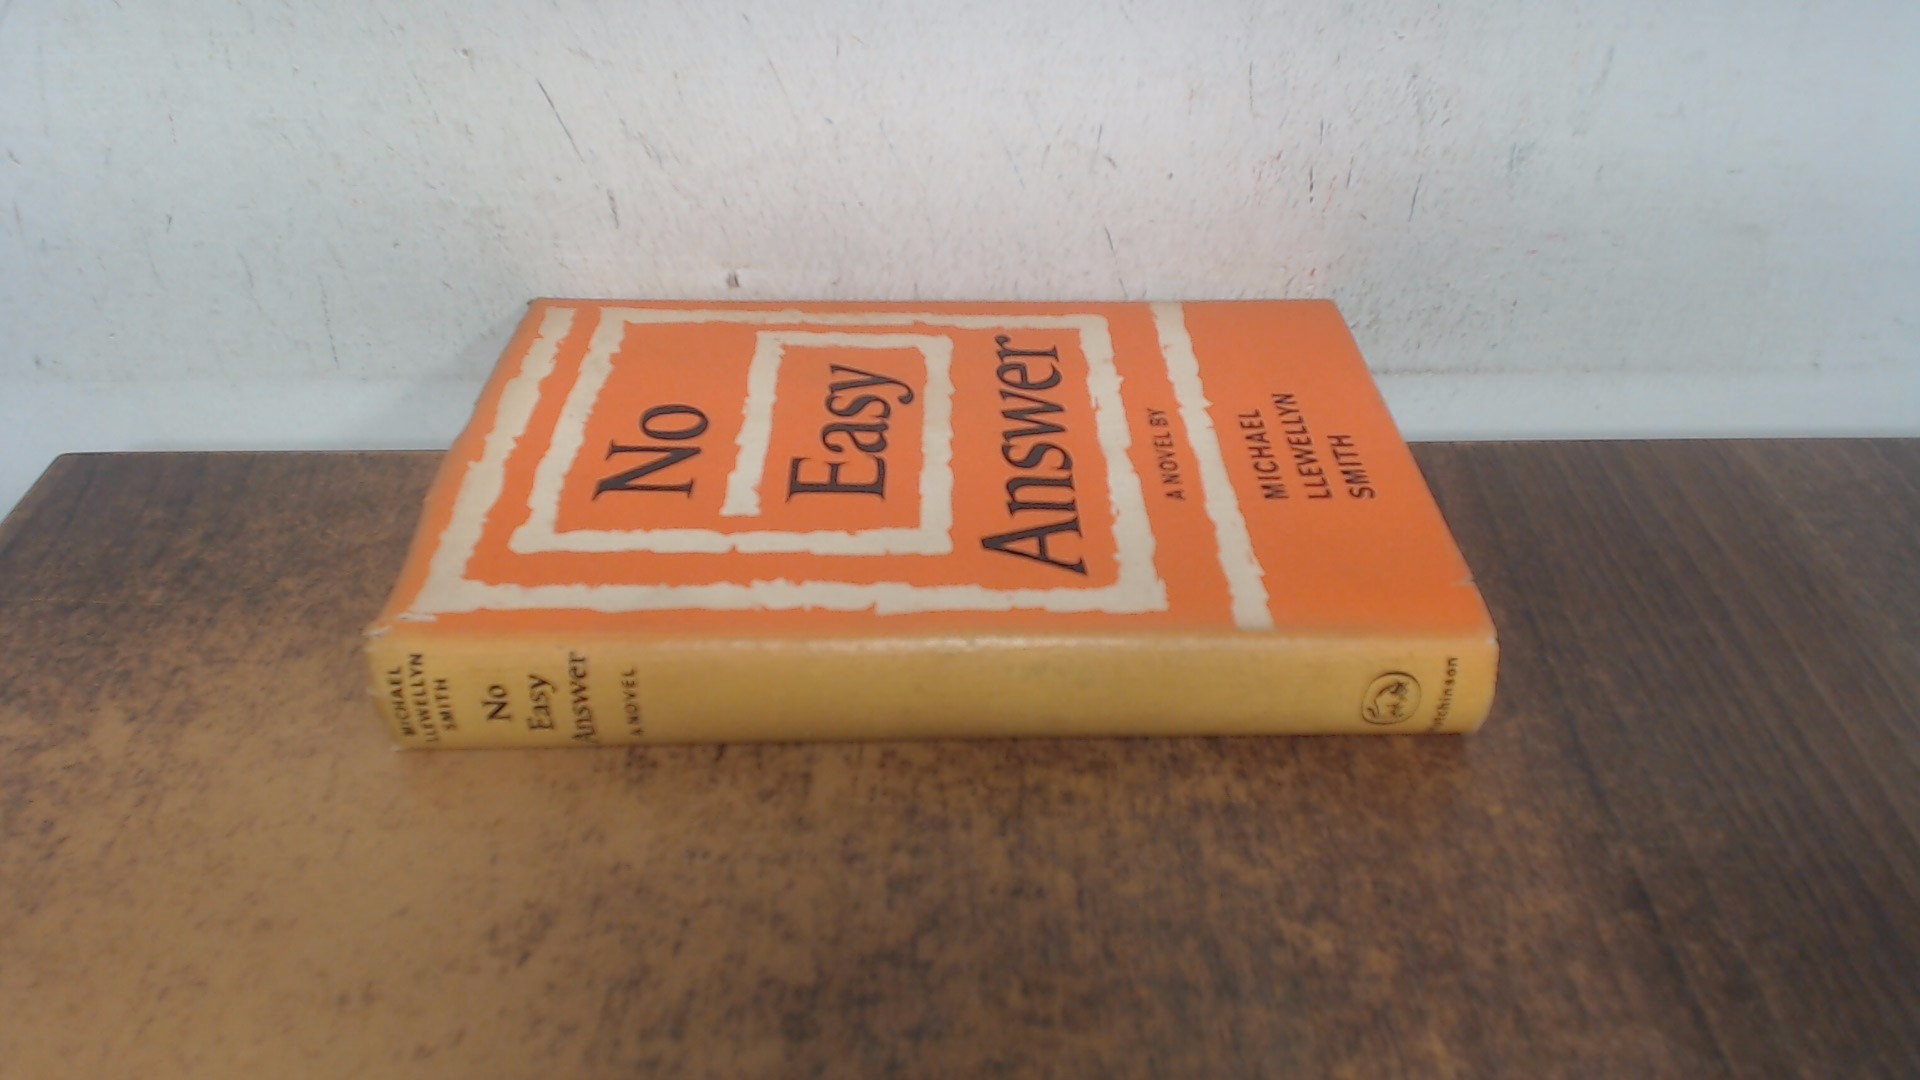 No
Easy
Answer
A NOVEL BY
MICHAEL
LLEWELLYN
SMITH
MICHAEL
LLEWELLYN
SMITH
No
Easy
Answer
A NOVEL
Hutchinson